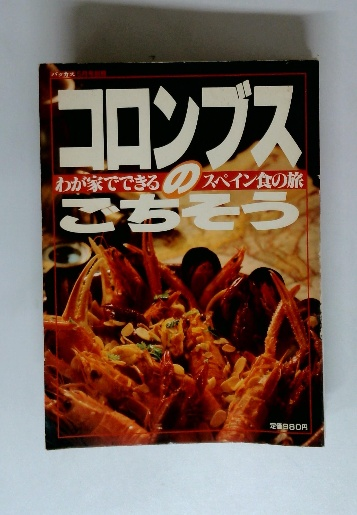 コロンブス
の
わが家でできる スペイン食の旅
ごちそう
定価980円